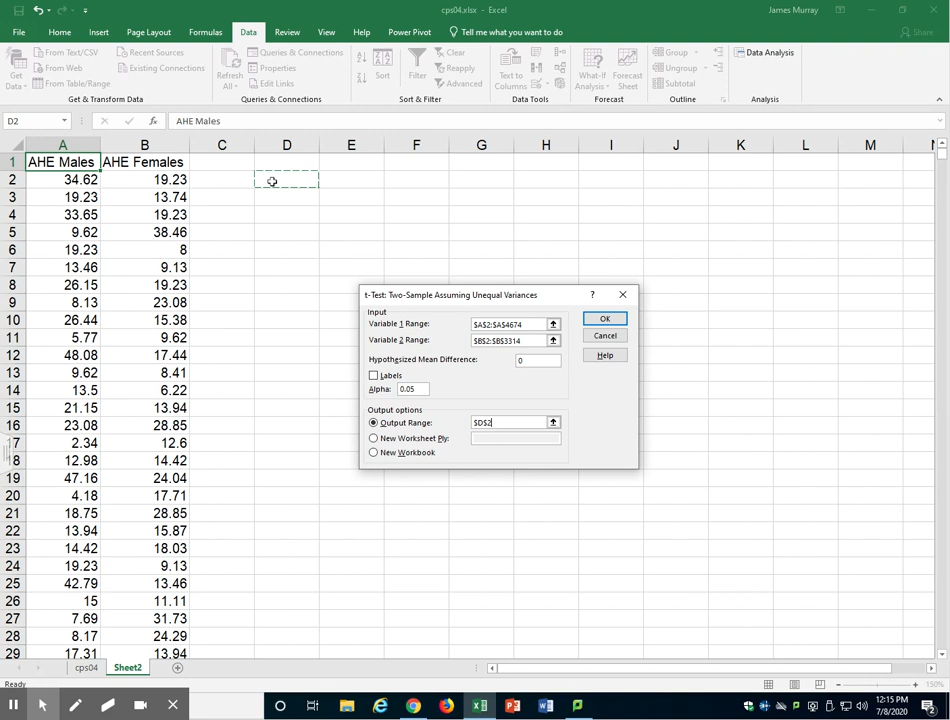 cps04.xlsx - Excel
James Murray
File Home Insert Page Layout Formulas Data Review View Help Power Pivot Tell me what you want to do Share
Get Data
From Text/CSV
From Web
From Table/Range
Recent Sources
Existing Connections
Get & Transform Data
Refresh All
Queries & Connections
Properties
Edit Links
Queries & Connections
Sort
Filter
Clear
Reapply
Advanced
Sort & Filter
Text to Columns
Data Tools
What-If Analysis
Forecast Sheet
Forecast
Group
Ungroup
Subtotal
Outline
Data Analysis
Analysis
D2 fx AHE Males
A B C D E F G H I J K L M N
1 AHE Males AHE Females
2 34.62 19.23
3 19.23 13.74
4 33.65 19.23
5 9.62 38.46
6 19.23 8
7 13.46 9.13
8 26.15 19.23
9 8.13 23.08
10 26.44 15.38
11 5.77 9.62
12 48.08 17.44
13 9.62 8.41
14 13.5 6.22
15 21.15 13.94
16 23.08 28.85
17 2.34 12.6
18 12.98 14.42
19 47.16 24.04
20 4.18 17.71
21 18.75 28.85
22 13.94 15.87
23 14.42 18.03
24 19.23 9.13
25 42.79 13.46
26 15 11.11
27 7.69 31.73
28 8.17 24.29
29 17.31 13.94
t-Test: Two-Sample Assuming Unequal Variances ?
Input
Variable 1 Range: $A$2:$A$4674
Variable 2 Range: $B$2:$B$3314
Hypothesized Mean Difference: 0
Labels
Alpha: 0.05
Output options
Output Range: $D$2
New Worksheet Ply:
New Workbook
OK
Cancel
Help
cps04 Sheet2
Ready
150%
12:15 PM
7/8/2020
2